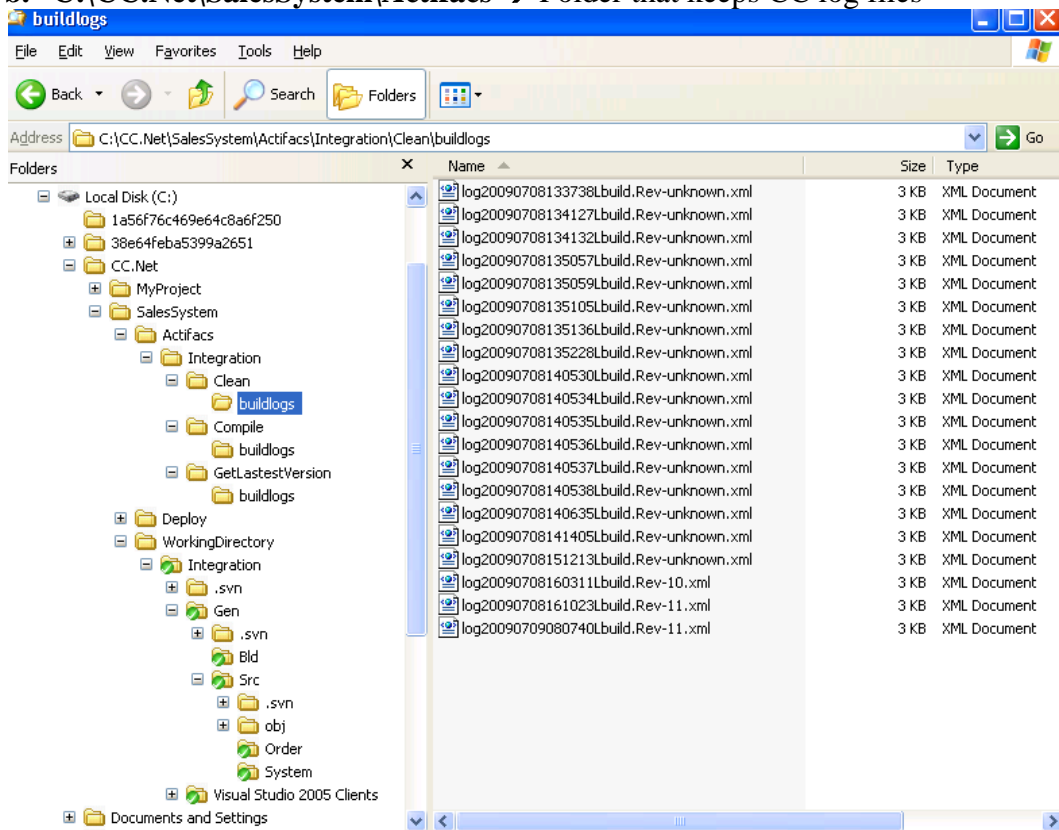 b. C:\CC.Net\SalesSystem\Actifacs → Folder that keeps CC log files
buildlogs
File Edit View Favorites Tools Help
Back Search Folders
Address C:\CC.Net\SalesSystem\Actifacs\Integration\Clean\buildlogs Go
Folders × Name Size Type
Local Disk (C:)
1a56f76c469e64c8a6f250
38e64feba5399a2651
CC.Net
MyProject
SalesSystem
Actifacs
Integration
Clean
buildlogs
Compile
buildlogs
GetLastestVersion
buildlogs
Deploy
WorkingDirectory
Integration
.svn
Gen
.svn
Bld
Src
.svn
obj
Order
System
Visual Studio 2005 Clients
Documents and Settings
log20090708133738Lbuild.Rev-unknown.xml 3 KB XML Document
log20090708134127Lbuild.Rev-unknown.xml 3 KB XML Document
log20090708134132Lbuild.Rev-unknown.xml 3 KB XML Document
log20090708135057Lbuild.Rev-unknown.xml 3 KB XML Document
log20090708135059Lbuild.Rev-unknown.xml 3 KB XML Document
log20090708135105Lbuild.Rev-unknown.xml 3 KB XML Document
log20090708135136Lbuild.Rev-unknown.xml 3 KB XML Document
log20090708135228Lbuild.Rev-unknown.xml 3 KB XML Document
log20090708140530Lbuild.Rev-unknown.xml 3 KB XML Document
log20090708140534Lbuild.Rev-unknown.xml 3 KB XML Document
log20090708140535Lbuild.Rev-unknown.xml 3 KB XML Document
log20090708140536Lbuild.Rev-unknown.xml 3 KB XML Document
log20090708140537Lbuild.Rev-unknown.xml 3 KB XML Document
log20090708140538Lbuild.Rev-unknown.xml 3 KB XML Document
log20090708140635Lbuild.Rev-unknown.xml 3 KB XML Document
log20090708141405Lbuild.Rev-unknown.xml 3 KB XML Document
log20090708151213Lbuild.Rev-unknown.xml 3 KB XML Document
log20090708160311Lbuild.Rev-10.xml 3 KB XML Document
log20090708161023Lbuild.Rev-11.xml 3 KB XML Document
log20090709080740Lbuild.Rev-11.xml 3 KB XML Document